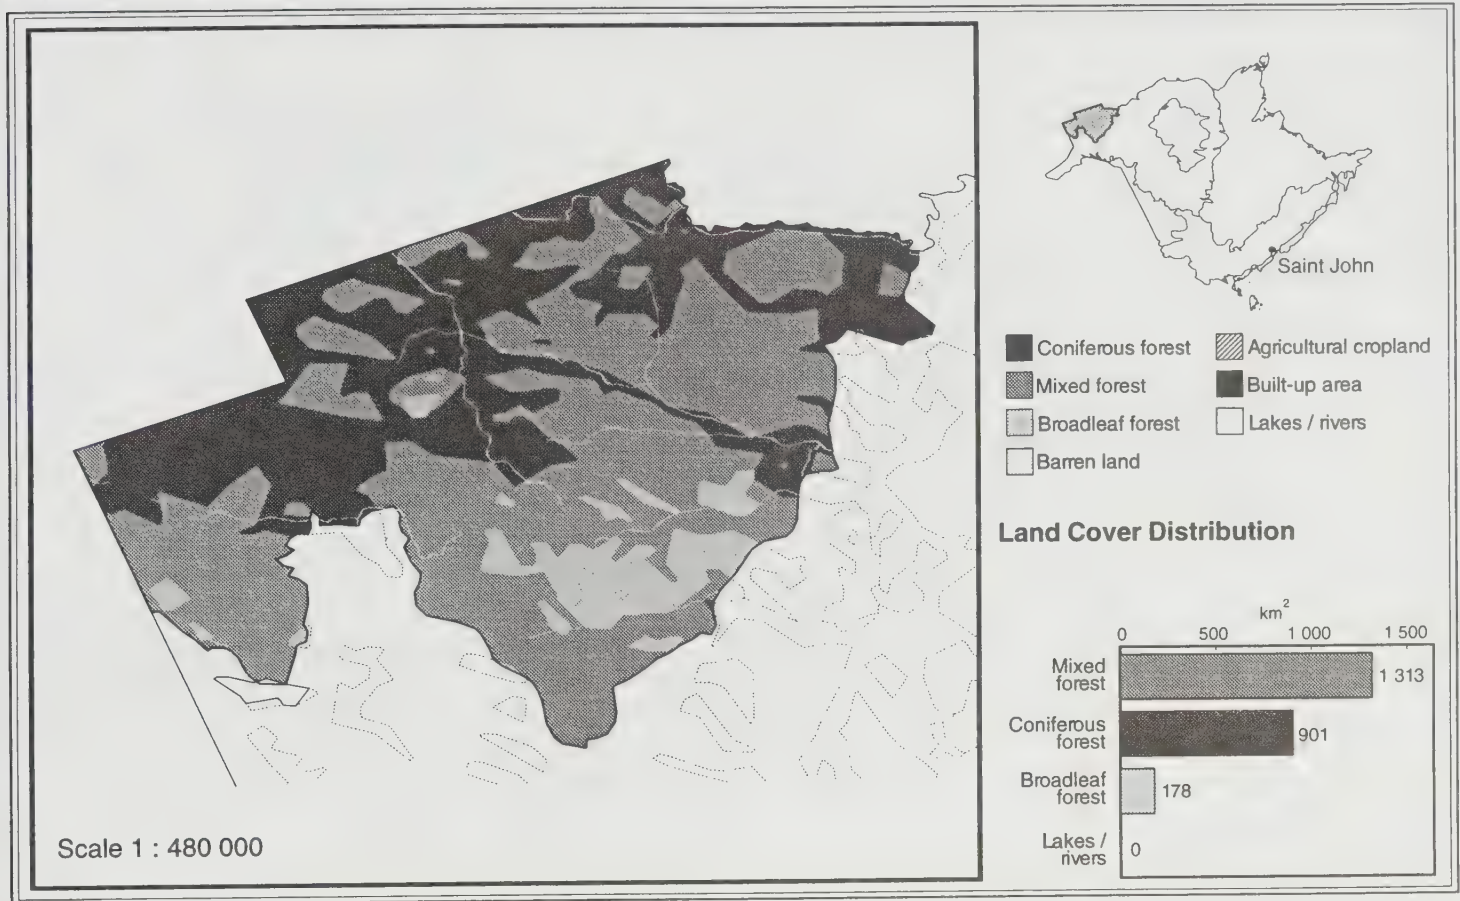 Saint John
Coniferous forest
Agricultural cropland
Mixed forest
Built-up area
Broadleaf forest
Lakes / rivers
Barren land
Land Cover Distribution
km²
0 500 1 000 1 500
Mixed
forest
1 313
Coniferous
forest
901
Broadleaf
forest
178
Lakes /
rivers
0
Scale 1 : 480 000